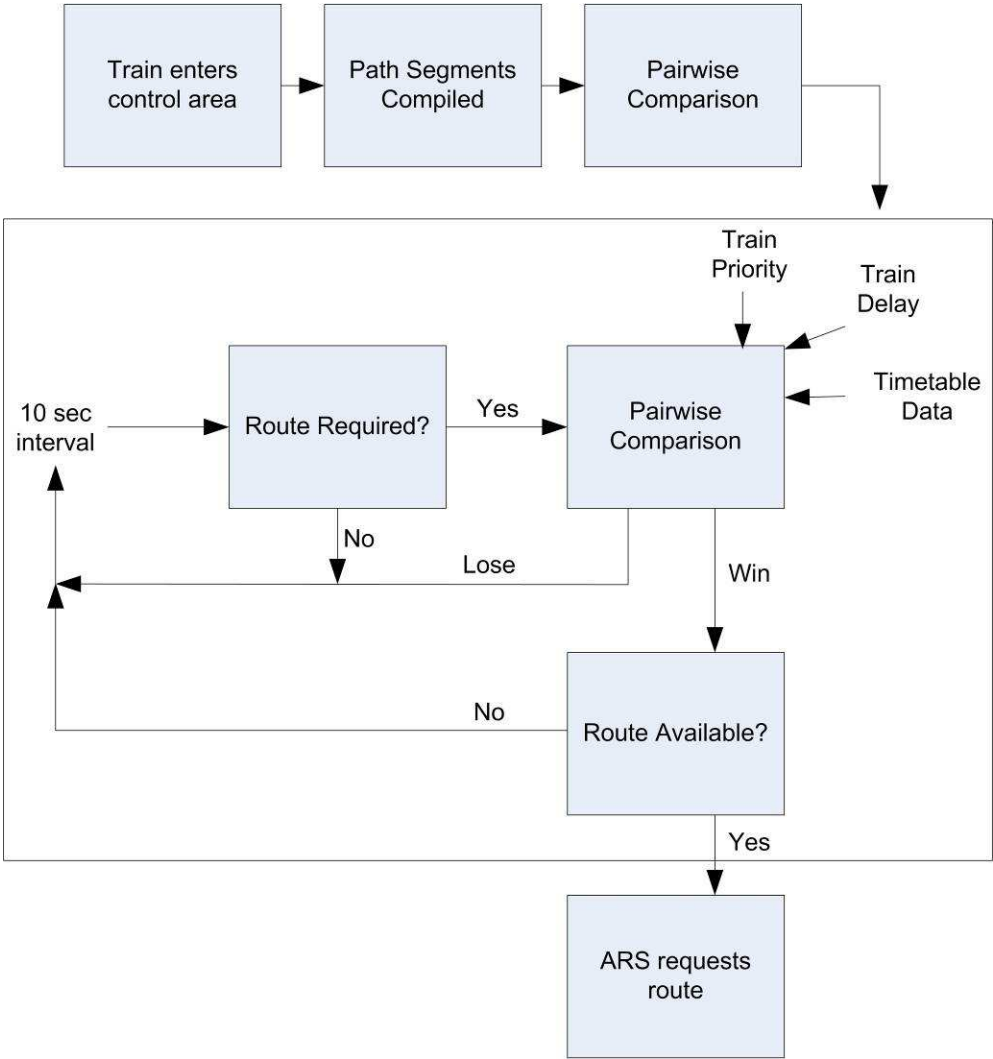 Train enters
control area
Path Segments
Compiled
Pairwise
Comparison
Train
Priority
Train
Delay
Timetable
Data
10 sec
interval
Route Required?
Yes
Pairwise
Comparison
No
Lose
Win
No
Route Available?
Yes
ARS requests
route